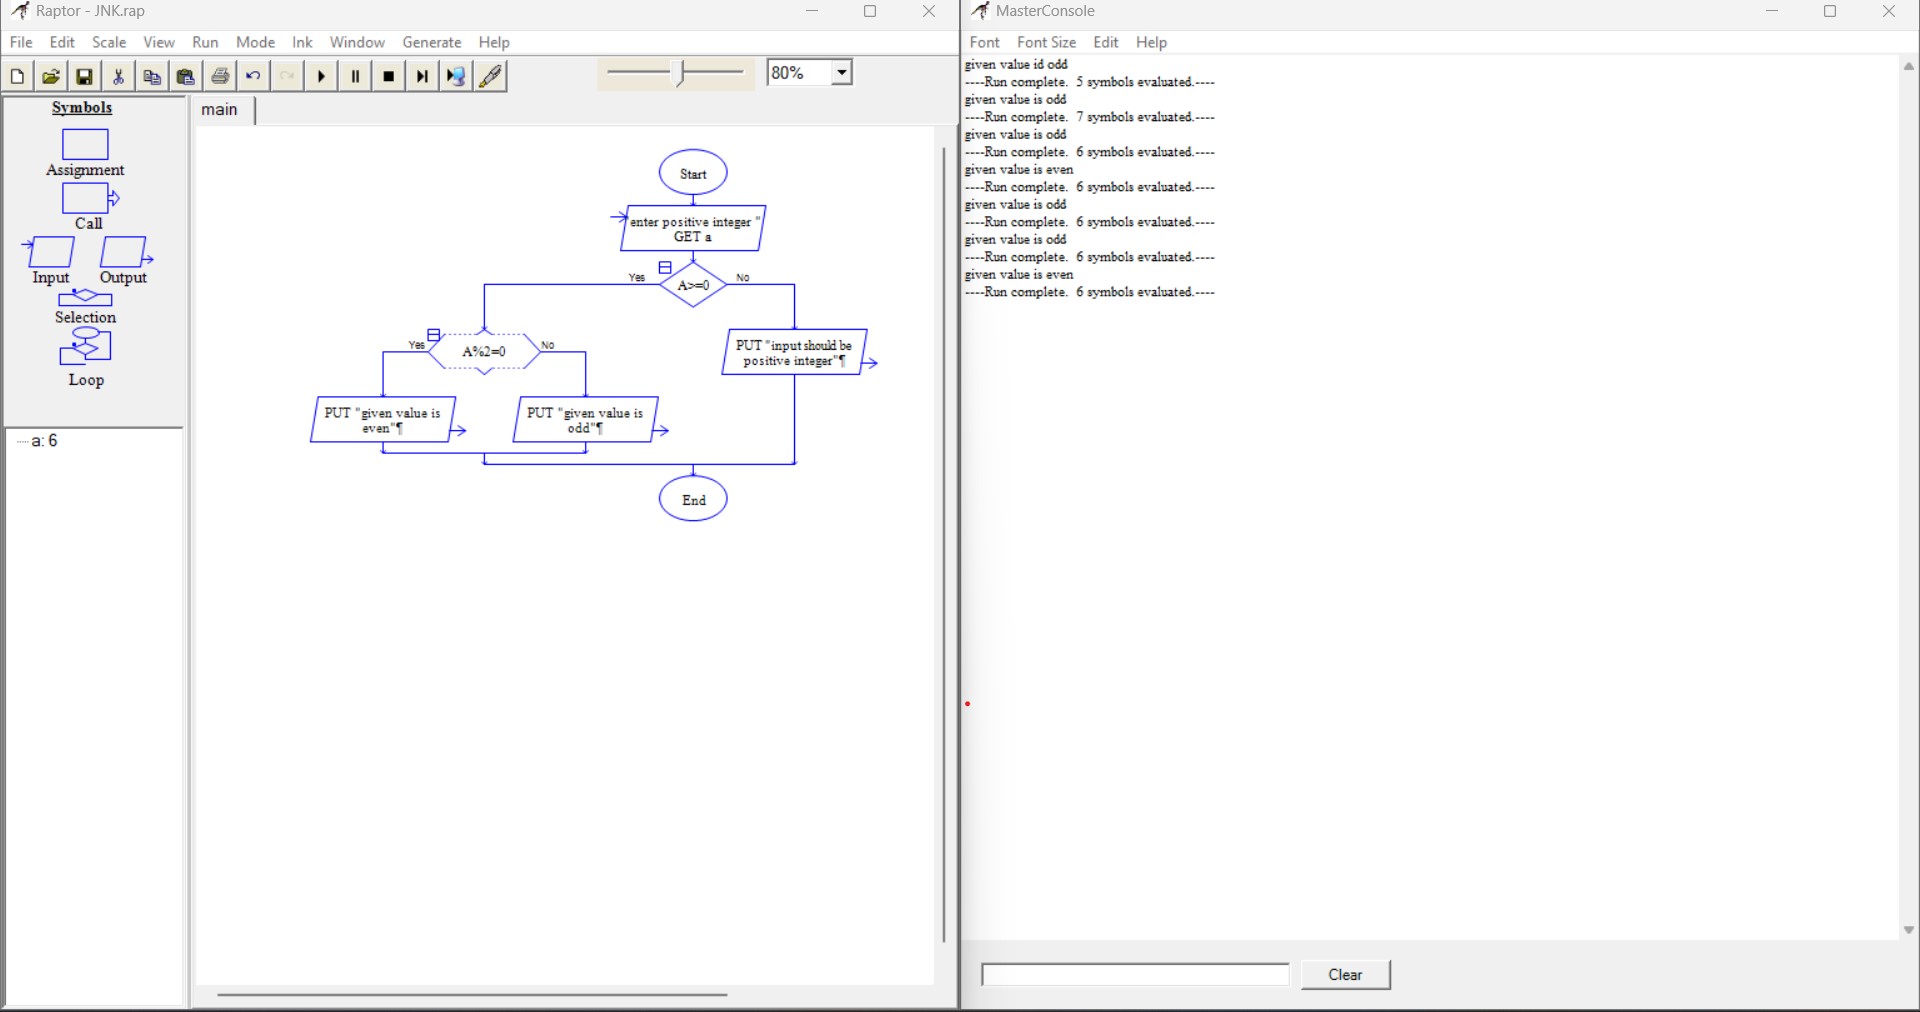 Raptor - JNK.rap
File Edit Scale View Run Mode Ink Window Generate Help
80%
Symbols
Assignment
Call
Input Output
Selection
Loop
a: 6
main
Start
enter positive integer "
GET a
Yes A>=0 No
Yes A%2=0 No
PUT "input should be
positive integer"¶
PUT "given value is
even"¶
PUT "given value is
odd"¶
End
MasterConsole
Font Font Size Edit Help
given value id odd
----Run complete. 5 symbols evaluated.----
given value is odd
----Run complete. 7 symbols evaluated.----
given value is odd
----Run complete. 6 symbols evaluated.----
given value is even
----Run complete. 6 symbols evaluated.----
given value is odd
----Run complete. 6 symbols evaluated.----
given value is odd
----Run complete. 6 symbols evaluated.----
given value is even
----Run complete. 6 symbols evaluated.----
Clear